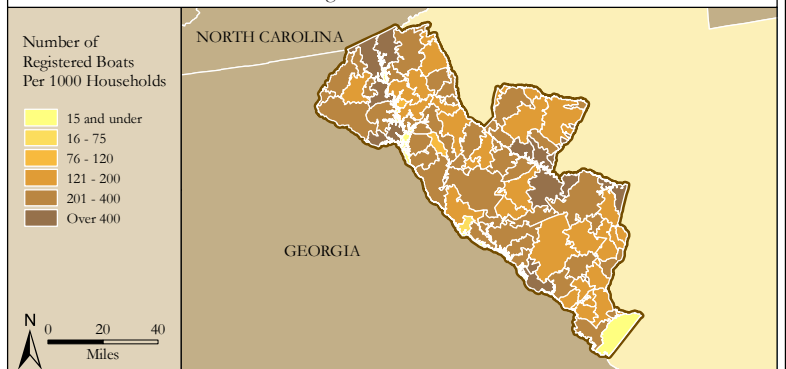 NORTH CAROLINA
Number of
Registered Boats
Per 1000 Households
15 and under
16 - 75
76 - 120
121 - 200
201 - 400
Over 400
GEORGIA
N
0 20 40
Miles